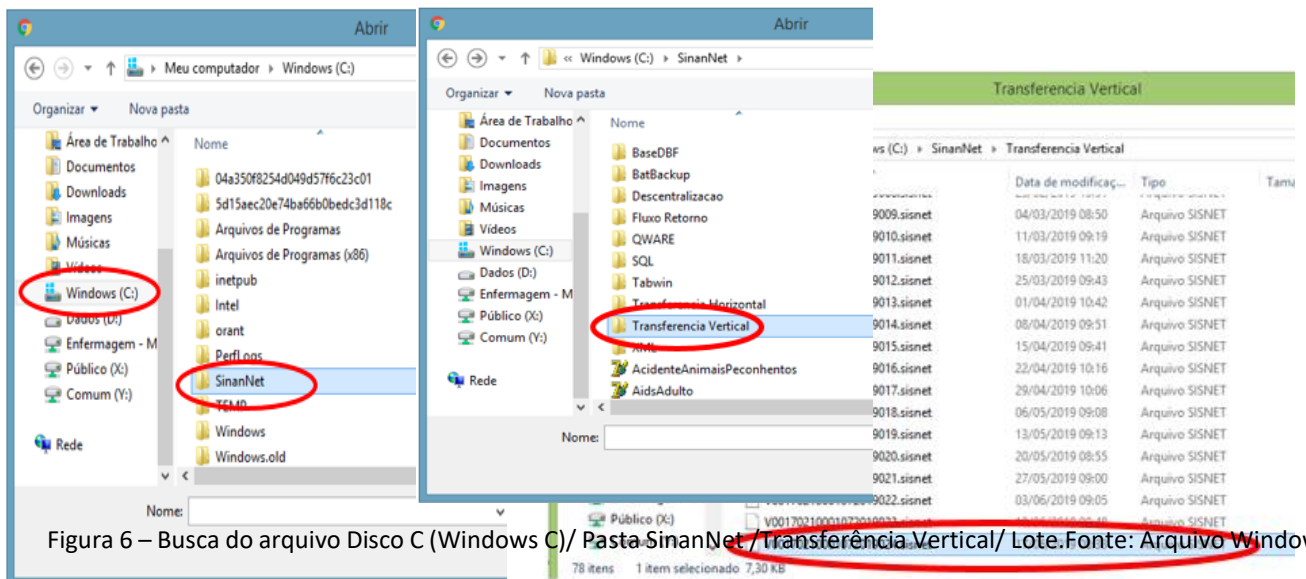 Abrir
Meu computador Windows (C:)
Organizar Nova pasta
Área de Trabalho
Documentos
Downloads
Imagens
Músicas
Vídeos
Windows (C:)
Dados (D:)
Enfermagem - M
Público (X:)
Comum (Y:)
Rede
Nome
04a350f8254d049d57f6c23c01
5d15aec20e74ba66b0bedc3d118c
Arquivos de Programas
Arquivos de Programas (x86)
inetpub
Intel
orant
PerfLogs
SinanNet
TEMP
Windows
Windows.old
Nome:
Abrir
« Windows (C:) SinanNet
Organizar Nova pasta
Área de Trabalho
Documentos
Downloads
Imagens
Músicas
Vídeos
Windows (C:)
Dados (D:)
Enfermagem - M
Público (X:)
Comum (Y:)
Rede
Nome
BaseDBF
BatBackup
Descentralizacao
Fluxo Retorno
QWARE
SQL
Tabwin
Transferencia Horizontal
Transferencia Vertical
XML
AcidenteAnimaisPeconhentos
AidsAdulto
Nome:
Transferencia Vertical
ws (C:) SinanNet Transferencia Vertical
Data de modificaç... Tipo Tama
9009.sisnet 04/03/2019 08:50 Arquivo SISNET
9010.sisnet 11/03/2019 09:19 Arquivo SISNET
9011.sisnet 18/03/2019 11:20 Arquivo SISNET
9012.sisnet 25/03/2019 09:43 Arquivo SISNET
9013.sisnet 01/04/2019 10:42 Arquivo SISNET
9014.sisnet 08/04/2019 09:51 Arquivo SISNET
9015.sisnet 15/04/2019 09:41 Arquivo SISNET
9016.sisnet 22/04/2019 10:16 Arquivo SISNET
9017.sisnet 29/04/2019 10:06 Arquivo SISNET
9018.sisnet 06/05/2019 09:08 Arquivo SISNET
9019.sisnet 13/05/2019 09:13 Arquivo SISNET
9020.sisnet 20/05/2019 08:55 Arquivo SISNET
9021.sisnet 27/05/2019 09:00 Arquivo SISNET
9022.sisnet 03/06/2019 09:05 Arquivo SISNET
Público (X:)
Figura 6 – Busca do arquivo Disco C (Windows C)/ Pasta SinanNet /Transferência Vertical/ Lote.Fonte: Arquivo Window
78 itens 1 item selecionado 7,30 KB